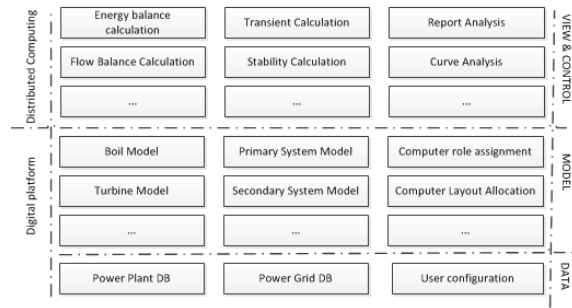 Distributed Computing
Energy balance
calculation
Transient Calculation
Report Analysis
Flow Balance Calculation
Stability Calculation
Curve Analysis
...
...
...
VIEW & CONTROL
Digital platform
Boil Model
Primary System Model
Computer role assignment
Turbine Model
Secondary System Model
Computer Layout Allocation
...
...
...
MODEL
Power Plant DB
Power Grid DB
User configuration
DATA